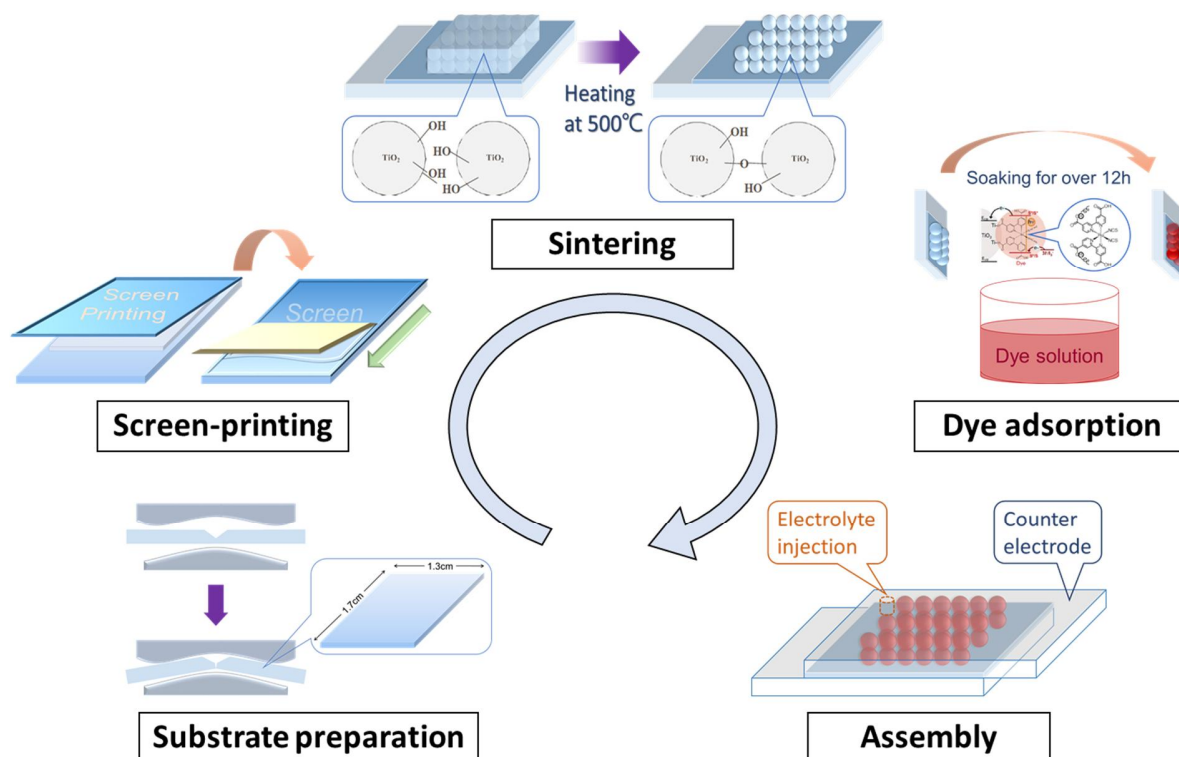 Heating
at 500℃
OH
HO
TiO2
TiO2
OH
HO
OH
TiO2
O
TiO2
HO
Sintering
Soaking for over 12h
TiO2
Dye
Dye solution
Dye adsorption
Screen
Printing
Screen
Screen-printing
1.3cm
1.7cm
Substrate preparation
Electrolyte
injection
Counter
electrode
Assembly